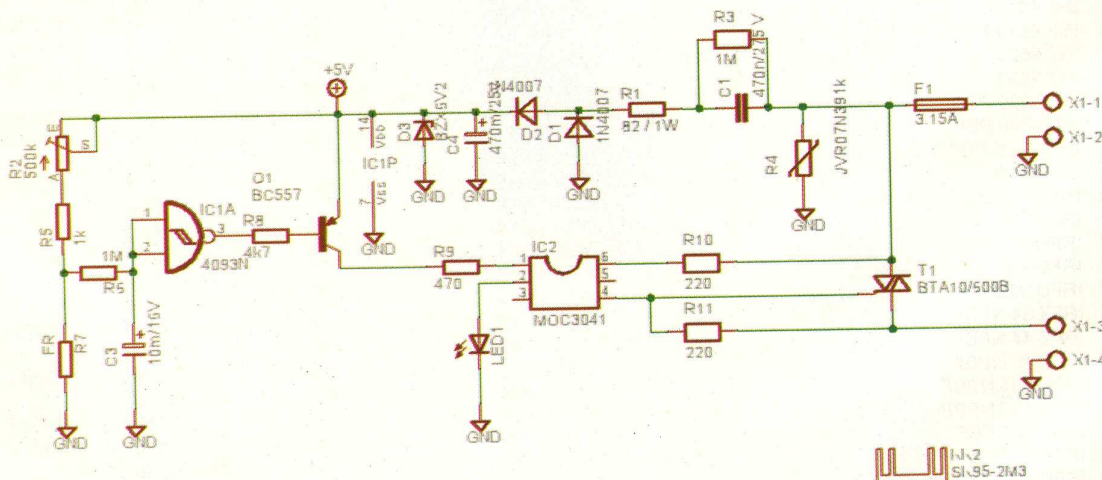 R3
1M
C1
470n/275V
+5V
1N4007
D2
D1
1N4007
R1
82 / 1W
F1
3.15A
X1-1
X1-2
GND
R4
JVR07N391k
GND
R2
500k
E
S
A
14
Vbb
IC1P
7
Vss
GND
D3
BZX5V2
GND
C4
470m/25V
GND
GND
Q1
BC557
R5
1k
1M
R5
1
2
3
IC1A
4093N
R8
4k7
R9
470
IC2
1
2
3
6
5
4
MOC3041
R10
220
R11
220
T1
BTA10/500B
X1-3
X1-4
GND
FR
R7
C3
10m/16V
LED1
GND
GND
GND
SK95-2M3